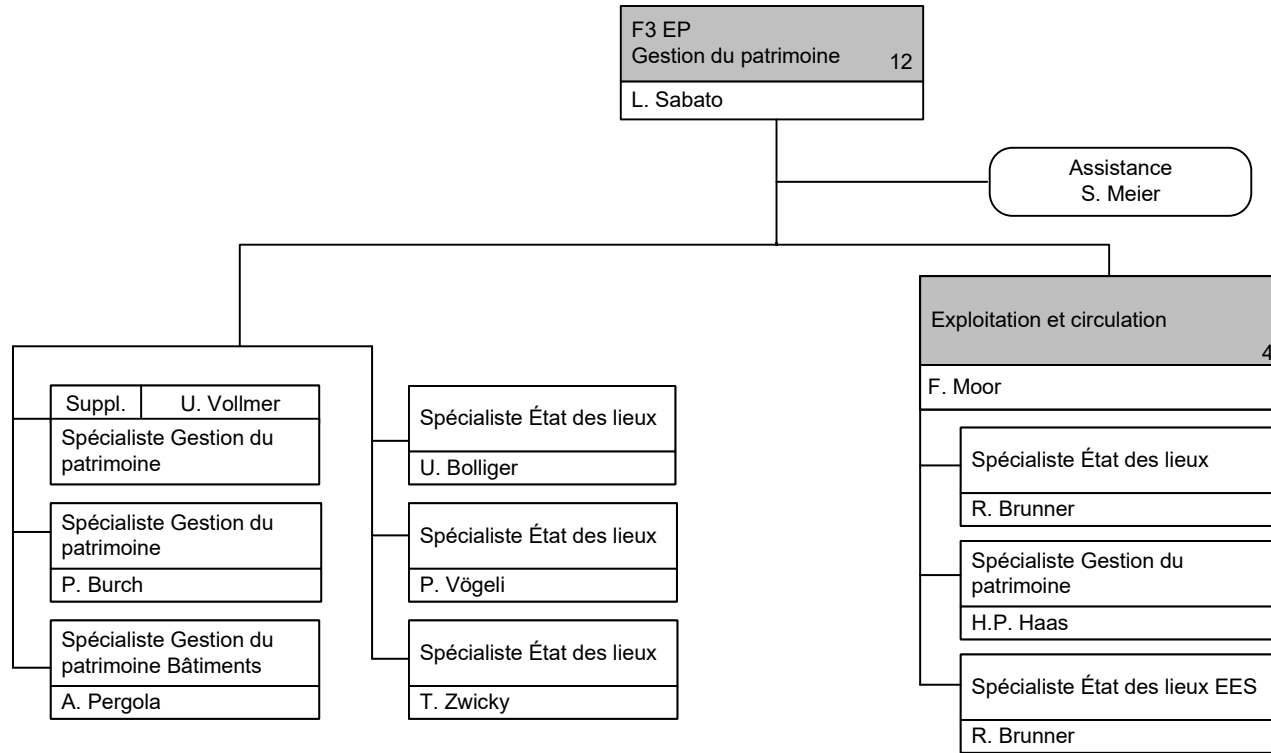 F3 EP
Gestion du patrimoine 12
L. Sabato
Assistance
S. Meier
Suppl. U. Vollmer
Spécialiste Gestion du
patrimoine
Spécialiste Gestion du
patrimoine
P. Burch
Spécialiste Gestion du
patrimoine Bâtiments
A. Pergola
Spécialiste État des lieux
U. Bolliger
Spécialiste État des lieux
P. Vögeli
Spécialiste État des lieux
T. Zwicky
Exploitation et circulation
4
F. Moor
Spécialiste État des lieux
R. Brunner
Spécialiste Gestion du
patrimoine
H.P. Haas
Spécialiste État des lieux EES
R. Brunner